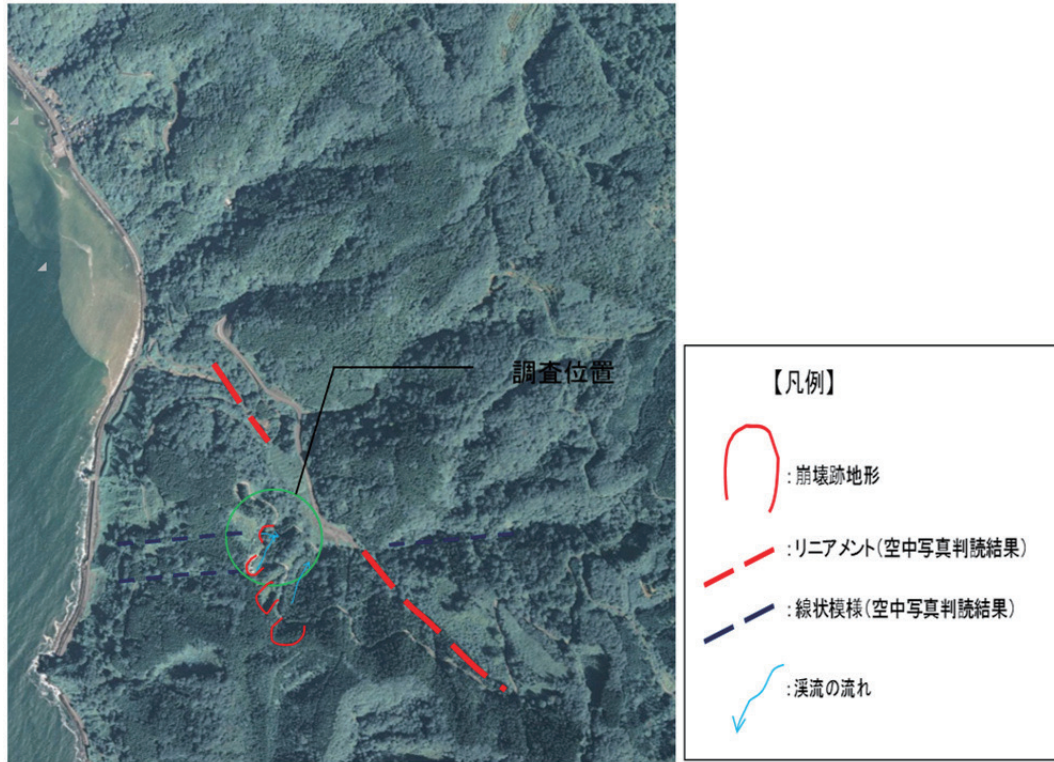 調査位置
【凡例】
:崩壊跡地形
:リニアメント(空中写真判読結果)
:線状模様(空中写真判読結果)
:渓流の流れ